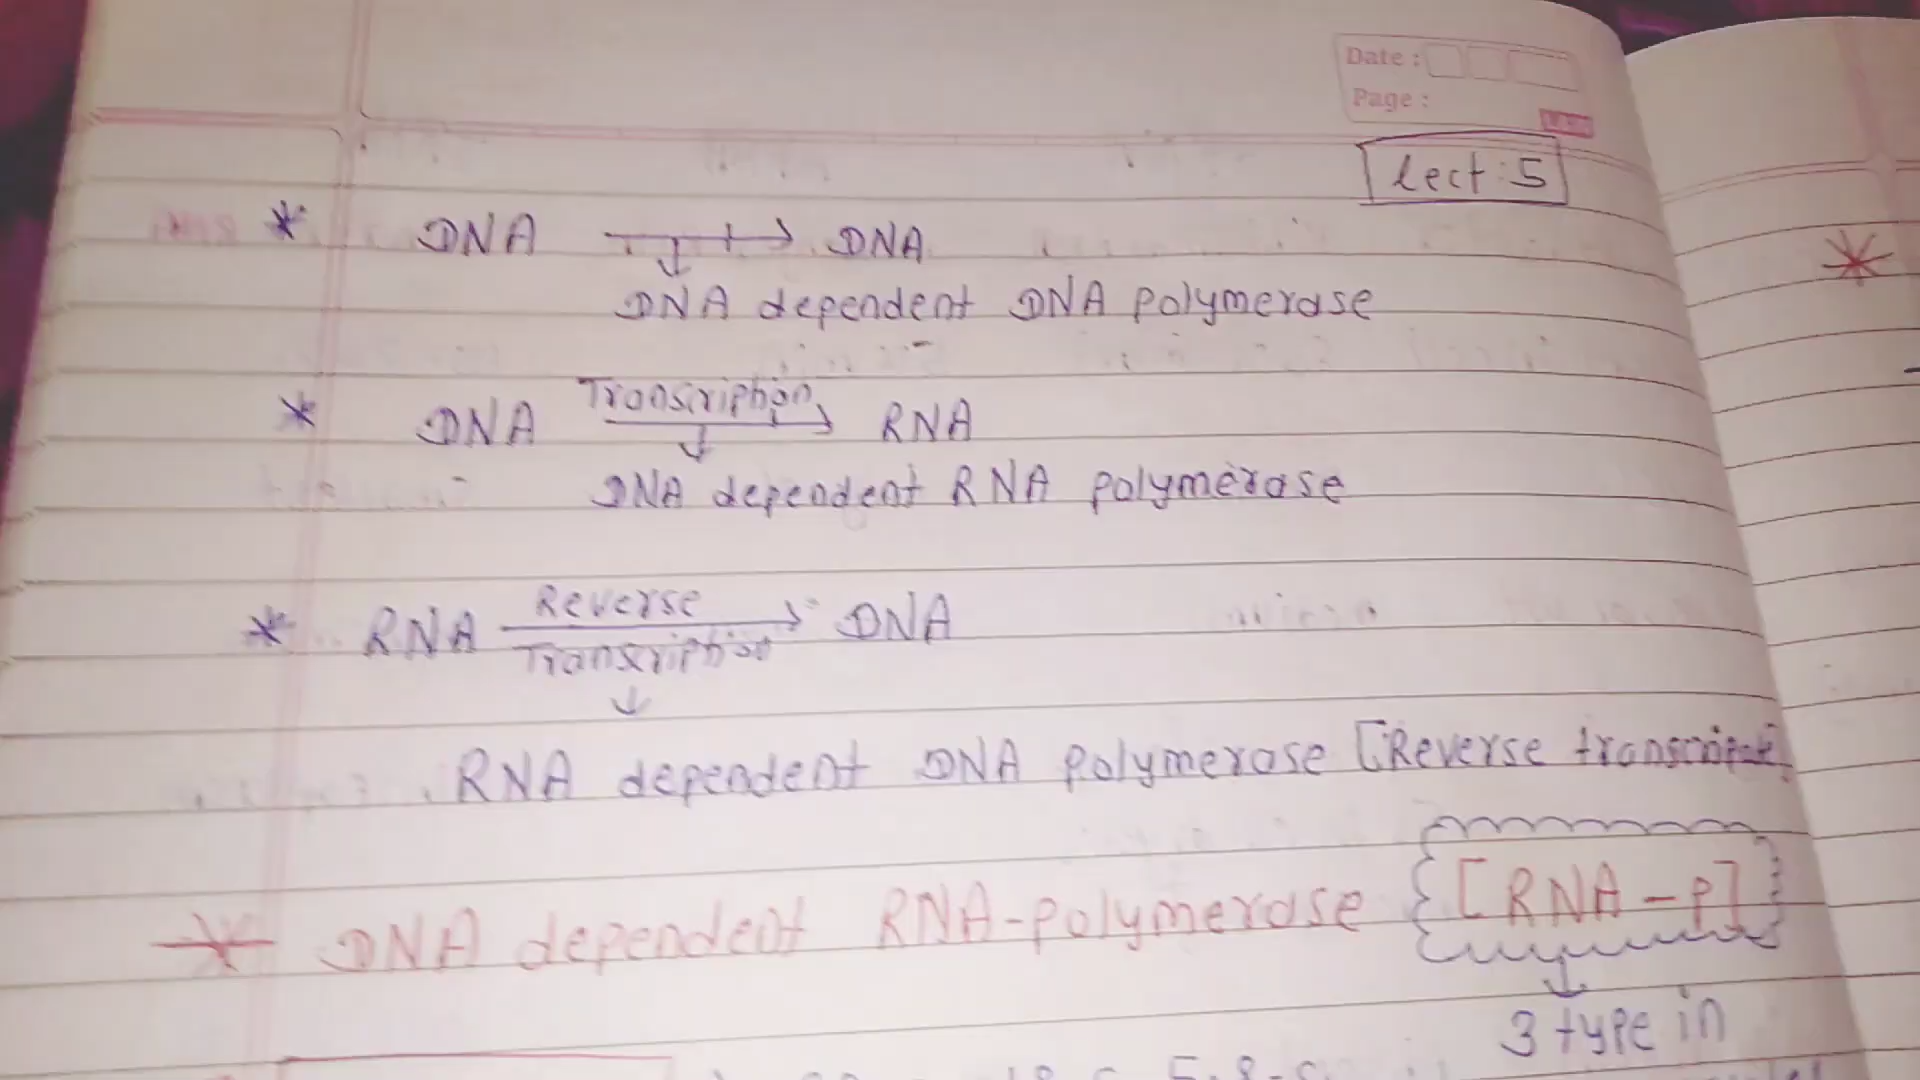 Date :
Page :
Lect : 5
* DNA → DNA
↓
DNA dependent DNA polymerase
Transcription
* DNA → RNA
↓
DNA dependent RNA polymerase
Reverse
* RNA → DNA
Transcription
↓
RNA dependent DNA polymerase [Reverse
* DNA dependent RNA-polymerase {[RNA-P]}
↓
3 type in